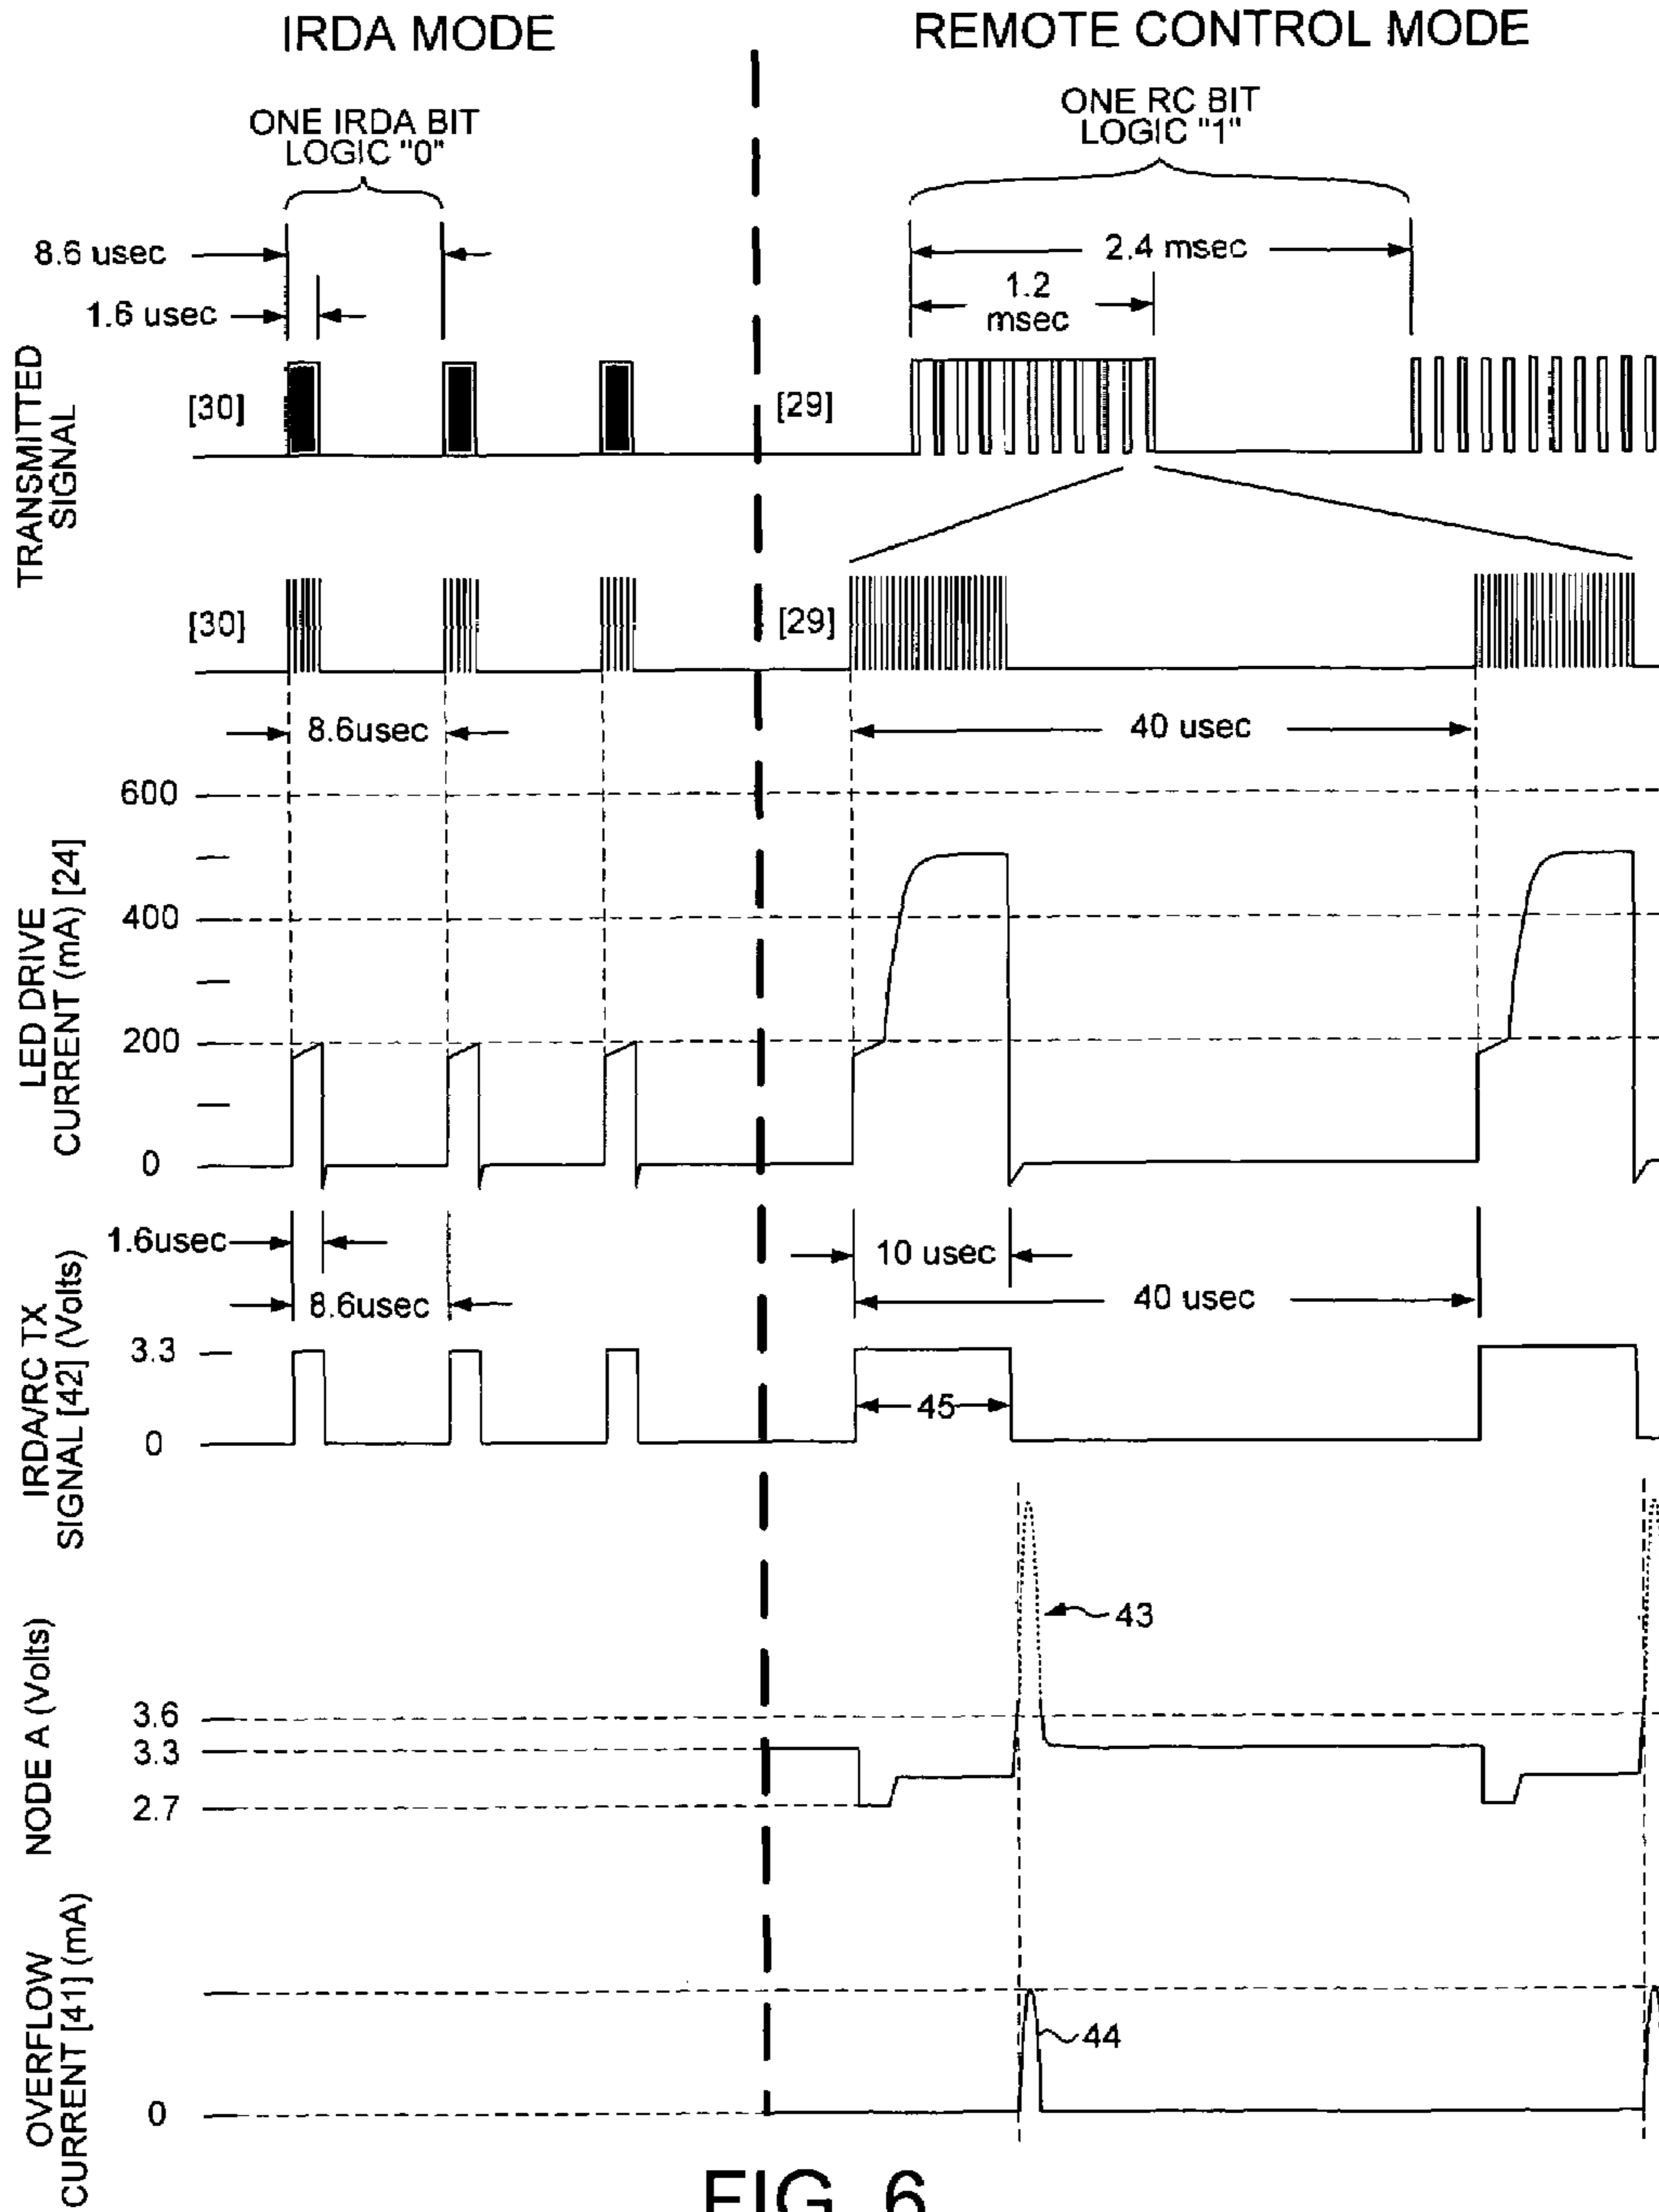 IRDA MODE
REMOTE CONTROL MODE
ONE IRDA BIT
LOGIC "0"
ONE RC BIT
LOGIC "1"
8.6 usec
2.4 msec
1.6 usec
1.2
msec
TRANSMITTED
SIGNAL
[30]
[29]
[30]
[29]
8.6usec
40 usec
LED DRIVE
CURRENT (mA) [24]
600
400
200
0
1.6usec
10 usec
8.6usec
40 usec
IRDA/RC TX
SIGNAL [42] (Volts)
3.3
0
45
43
NODE A (Volts)
3.6
3.3
2.7
OVERFLOW
CURRENT [41] (mA)
44
0
FIG. 6